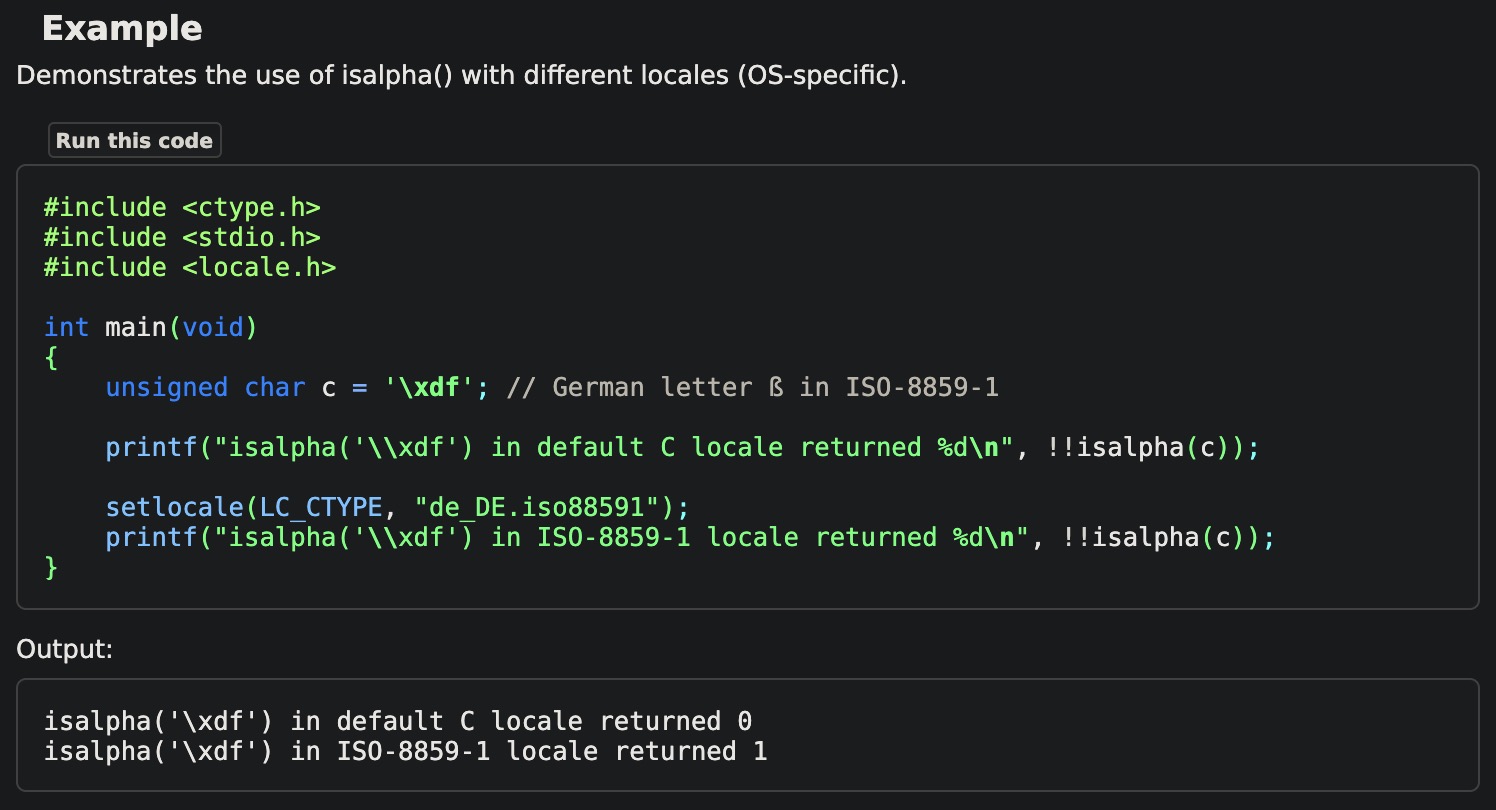 Example
Demonstrates the use of isalpha() with different locales (OS-specific).
Run this code
#include <ctype.h>
#include <stdio.h>
#include <locale.h>
int main(void)
{
    unsigned char c = '\xdf'; // German letter ß in ISO-8859-1
    printf("isalpha('\\xdf') in default C locale returned %d\n", !!isalpha(c));
    setlocale(LC_CTYPE, "de_DE.iso88591");
    printf("isalpha('\\xdf') in ISO-8859-1 locale returned %d\n", !!isalpha(c));
}
Output:
isalpha('\xdf') in default C locale returned 0
isalpha('\xdf') in ISO-8859-1 locale returned 1